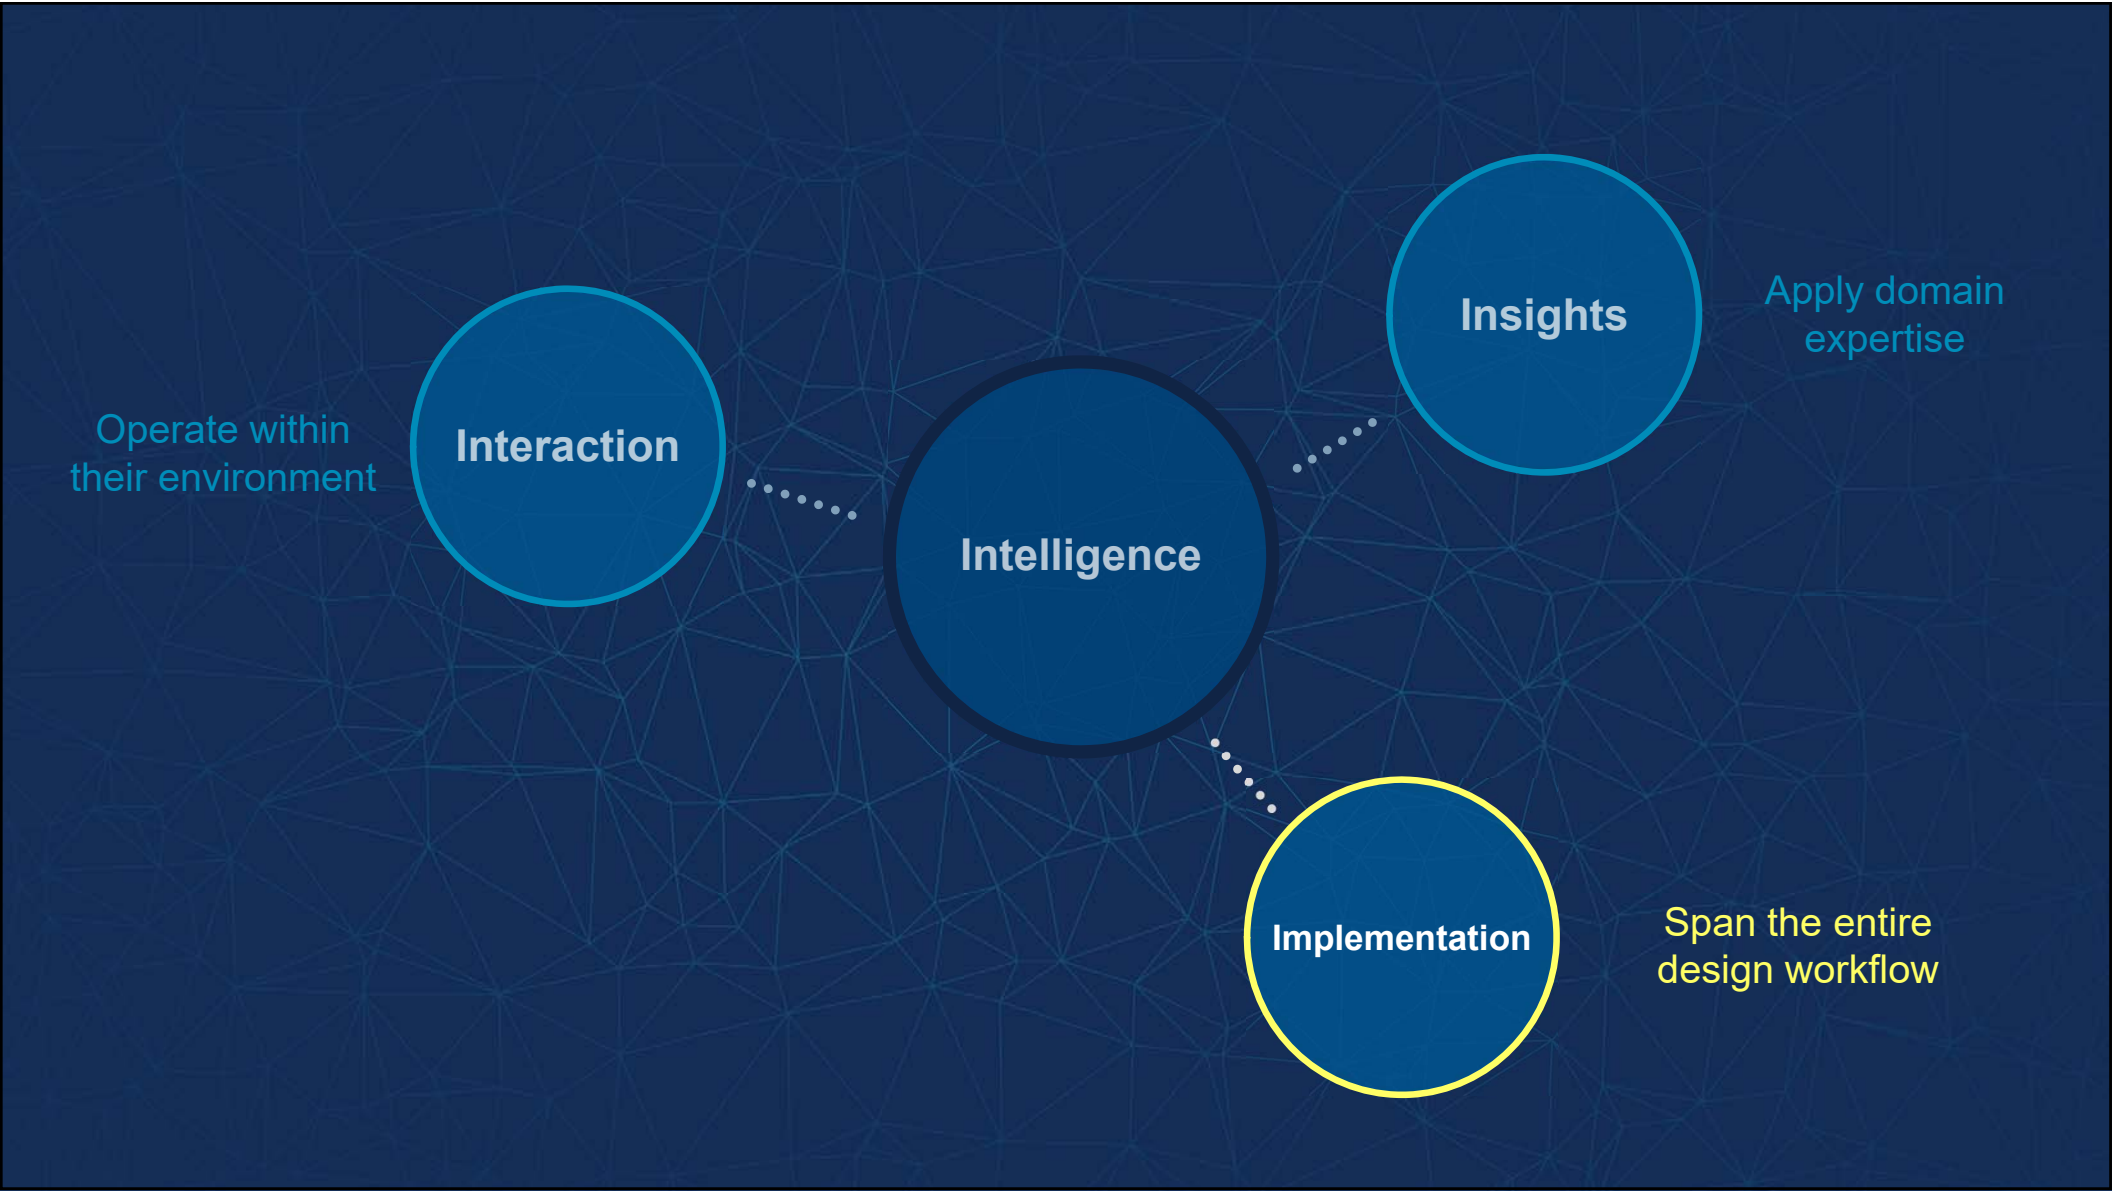 Insights
Apply domain
expertise
Operate within
their environment
Interaction
Intelligence
Implementation
Span the entire
design workflow